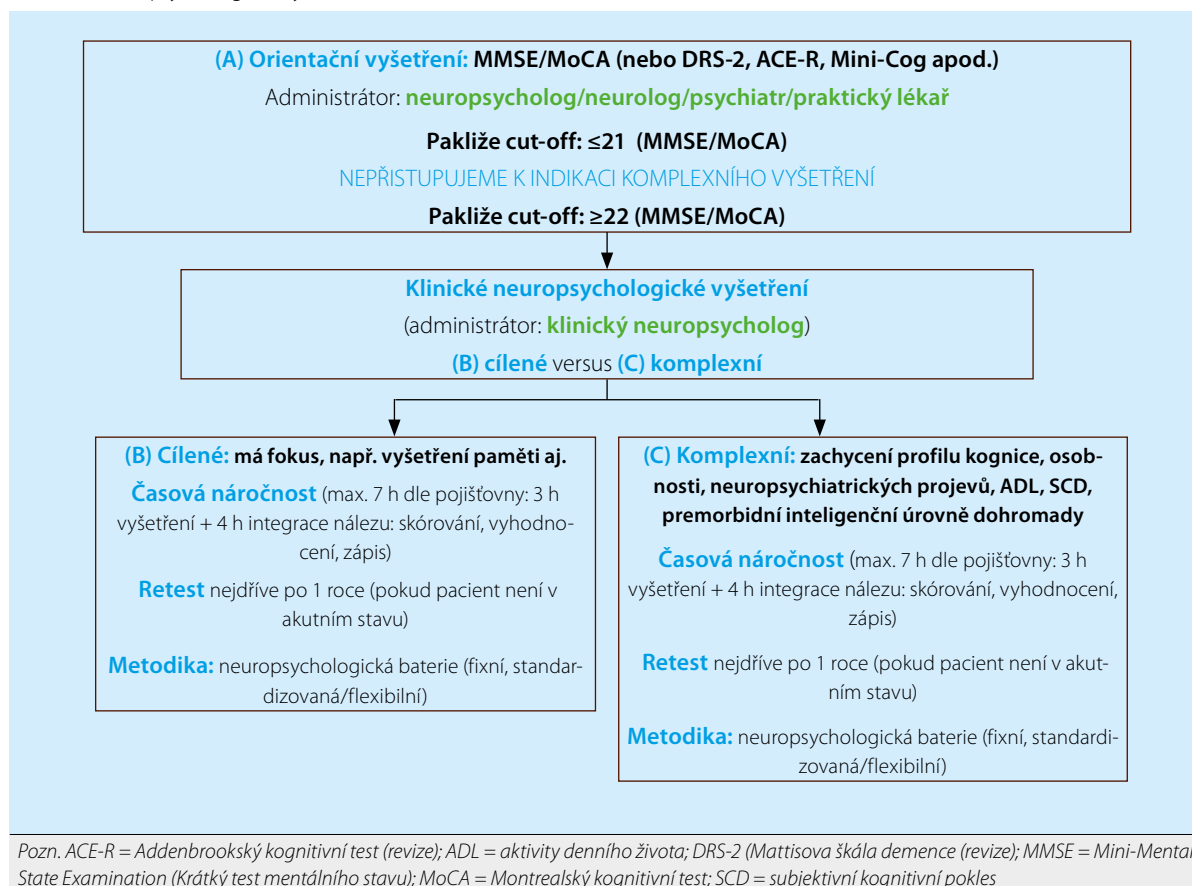 (A) Orientační vyšetření: MMSE/MoCA (nebo DRS-2, ACE-R, Mini-Cog apod.)
Administrátor: neuropsycholog/neurolog/psychiatr/praktický lékař
Pakliže cut-off: ≤21 (MMSE/MoCA)
NEPŘISTUPUJEME K INDIKACI KOMPLEXNÍHO VYŠETŘENÍ
Pakliže cut-off: ≥22 (MMSE/MoCA)
Klinické neuropsychologické vyšetření
(administrátor: klinický neuropsycholog)
(B) cílené versus (C) komplexní
(B) Cílené: má fokus, např. vyšetření paměti aj.
Časová náročnost (max. 7 h dle pojišťovny: 3 h
vyšetření + 4 h integrace nálezu: skórování, vyhodno-
cení, zápis)
Retest nejdříve po 1 roce (pokud pacient není v
akutním stavu)
Metodika: neuropsychologická baterie (fixní, standar-
dizovaná/flexibilní)
(C) Komplexní: zachycení profilu kognice, osob-
nosti, neuropsychiatrických projevů, ADL, SCD,
premorbidní inteligenční úrovně dohromady
Časová náročnost (max. 7 h dle pojišťovny: 3 h
vyšetření + 4 h integrace nálezu: skórování, vyhodnocení,
zápis)
Retest nejdříve po 1 roce (pokud pacient není v akut-
ním stavu)
Metodika: neuropsychologická baterie (fixní, standardi-
zovaná/flexibilní)
Pozn. ACE-R = Addenbrookský kognitivní test (revize); ADL = aktivity denního života; DRS-2 (Mattisova škála demence (revize); MMSE = Mini-Mental
State Examination (Krátký test mentálního stavu); MoCA = Montrealský kognitivní test; SCD = subjektivní kognitivní pokles